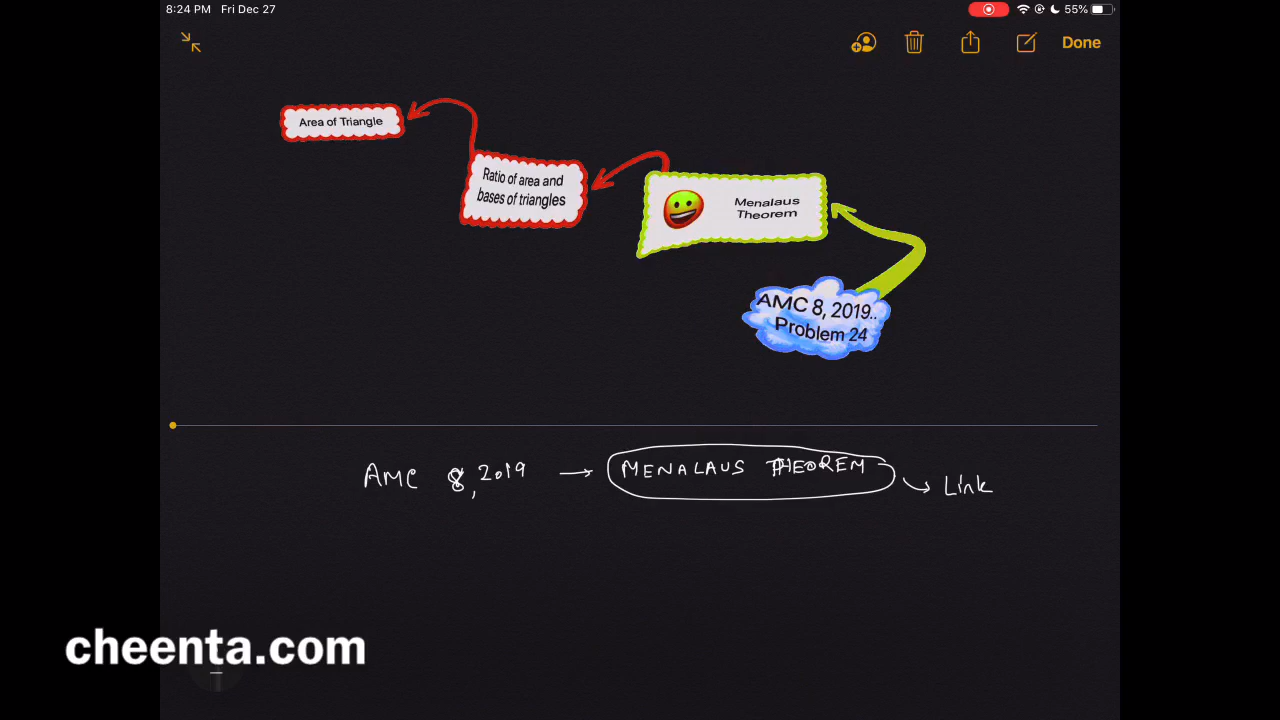 8:24 PM Fri Dec 27
55%
Done
Area of Triangle
Ratio of area and
bases of triangles
Menalaus
Theorem
AMC 8, 2019..
Problem 24
AMC 8, 2019 → MENALAUS THEOREM → Link
cheenta.com